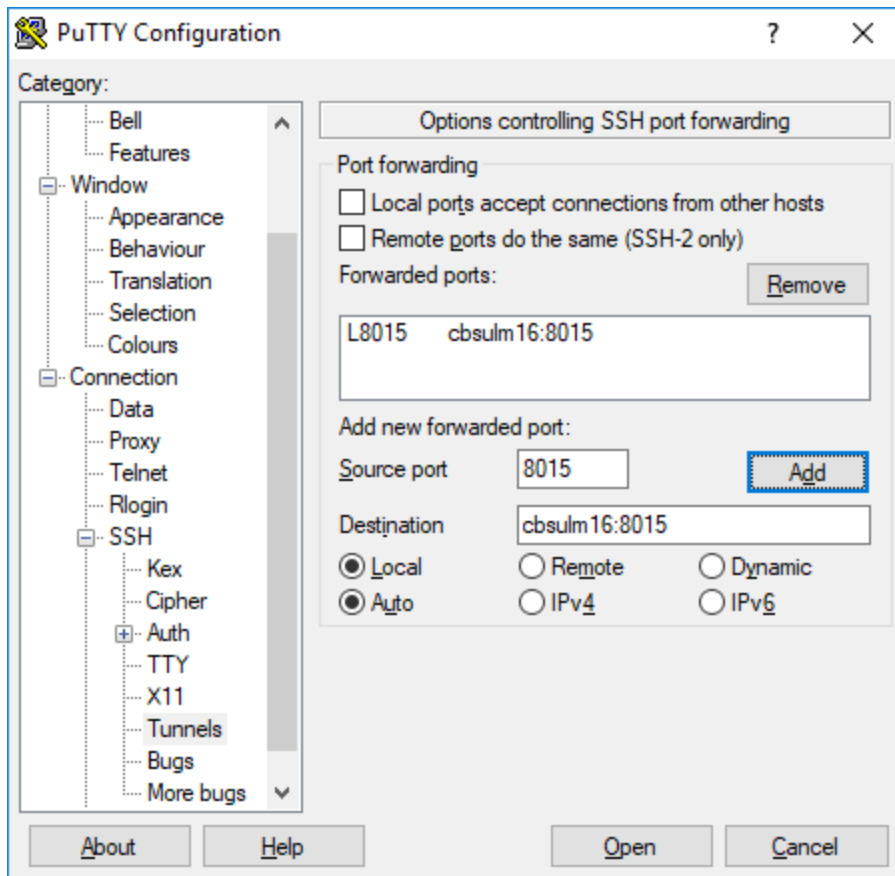 PuTTY Configuration
?
Category:
Bell
Features
Window
Appearance
Behaviour
Translation
Selection
Colours
Connection
Data
Proxy
Telnet
Rlogin
SSH
Kex
Cipher
Auth
TTY
X11
Tunnels
Bugs
More bugs
Options controlling SSH port forwarding
Port forwarding
Local ports accept connections from other hosts
Remote ports do the same (SSH-2 only)
Forwarded ports:
Remove
L8015 cbsulm16:8015
Add new forwarded port:
Source port 8015 Add
Destination cbsulm16:8015
Local Remote Dynamic
Auto IPv4 IPv6
About Help Open Cancel